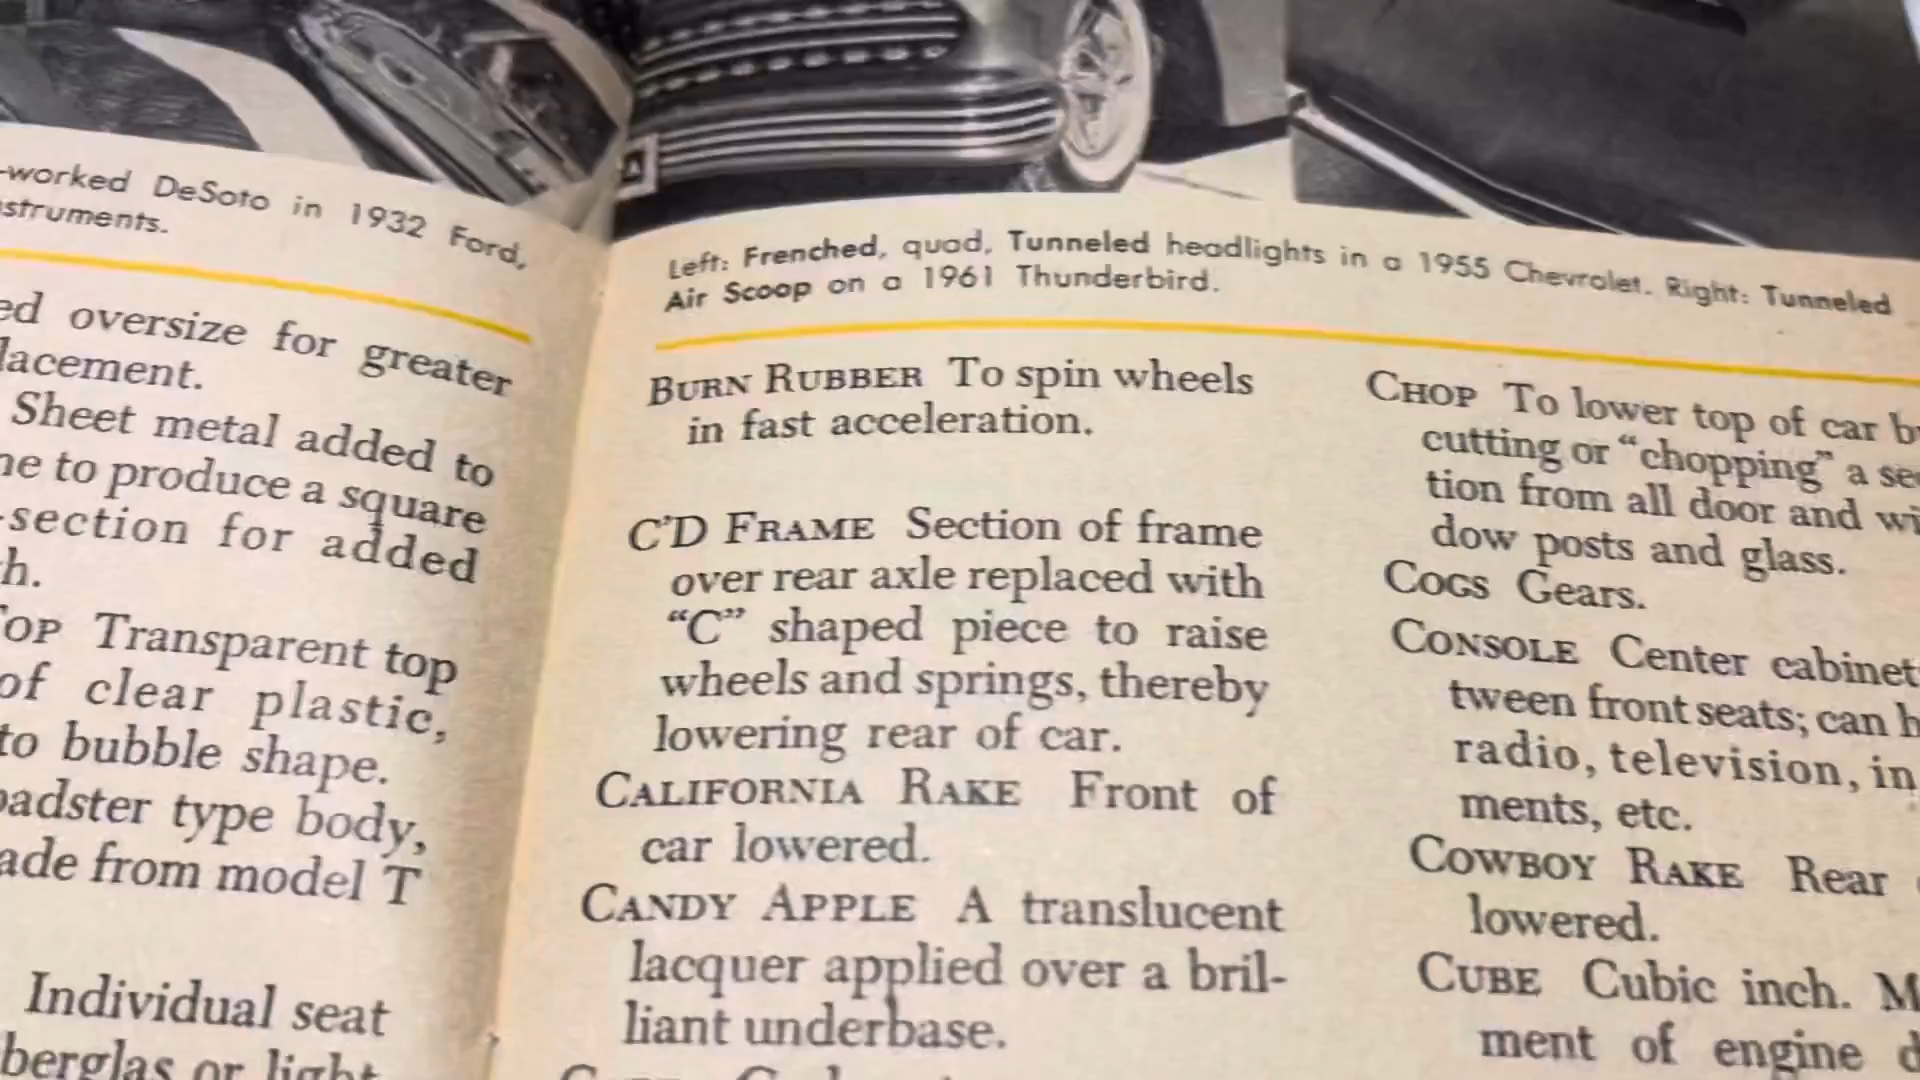 -worked DeSoto in 1932 Ford,
struments.
ed oversize for greater
lacement.
Sheet metal added to
ne to produce a square
-section for added
h.
TOP Transparent top
of clear plastic,
to bubble shape.
oadster type body,
ade from model T
Individual seat
berglas or light
Left: Frenched, quad, Tunneled headlights in a 1955 Chevrolet. Right: Tunneled
Air Scoop on a 1961 Thunderbird.
BURN RUBBER To spin wheels
in fast acceleration.
C'D FRAME Section of frame
over rear axle replaced with
"C" shaped piece to raise
wheels and springs, thereby
lowering rear of car.
CALIFORNIA RAKE Front of
car lowered.
CANDY APPLE A translucent
lacquer applied over a bril-
liant underbase.
CHOP To lower top of car b
cutting or "chopping" a sec
tion from all door and wi
dow posts and glass.
COGS Gears.
CONSOLE Center cabinet
tween front seats; can h
radio, television, in
ments, etc.
COWBOY RAKE Rear
lowered.
CUBE Cubic inch. M
ment of engine d